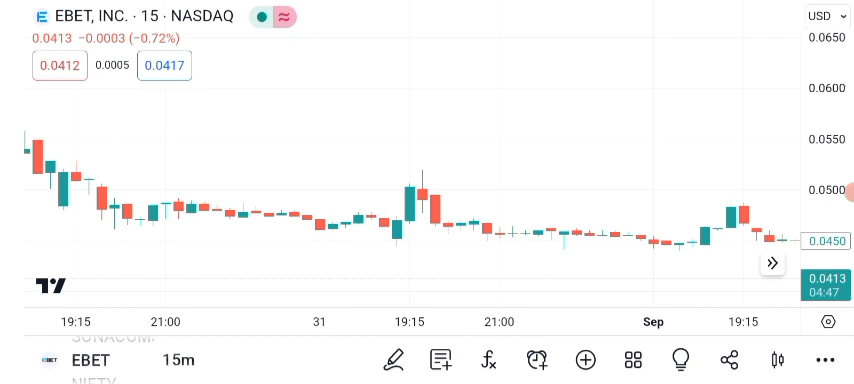 EBET, INC. · 15 · NASDAQ
USD
0.0413 −0.0003 (−0.72%)
0.0650
0.0412 0.0005 0.0417
0.0600
0.0550
0.0500
0.0450
0.0413
04:47
19:15 21:00 31 19:15 21:00 Sep 19:15
SUNACOM.
EBET 15m
NIFTY